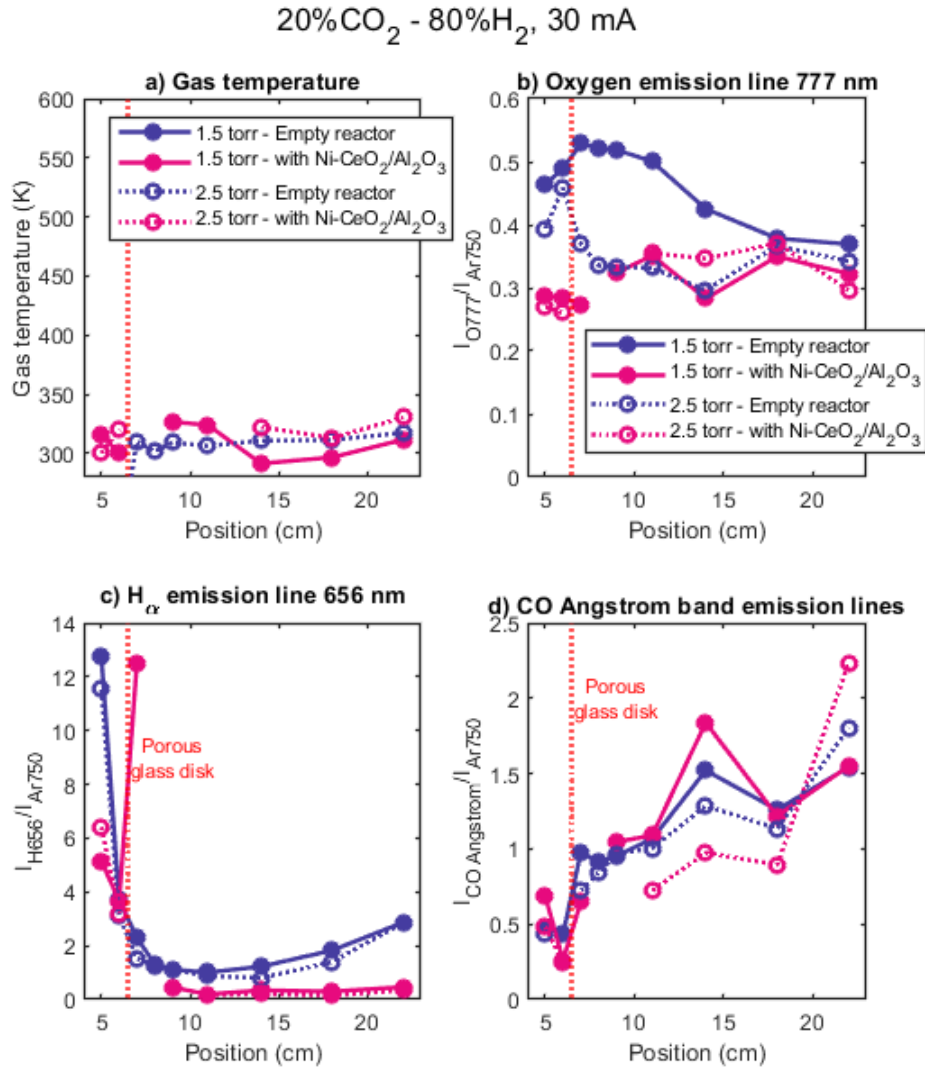 20%CO₂ - 80%H₂, 30 mA
a) Gas temperature
600
550
500
450
400
350
300
Gas temperature (K)
1.5 torr - Empty reactor
1.5 torr - with Ni-CeO₂/Al₂O₃
2.5 torr - Empty reactor
2.5 torr - with Ni-CeO₂/Al₂O₃
5 10 15 20
Position (cm)
b) Oxygen emission line 777 nm
0.6
0.5
0.4
0.3
0.2
0.1
0
I_O777/I_Ar750
1.5 torr - Empty reactor
1.5 torr - with Ni-CeO₂/Al₂O₃
2.5 torr - Empty reactor
2.5 torr - with Ni-CeO₂/Al₂O₃
5 10 15 20
Position (cm)
c) H_α emission line 656 nm
14
12
10
8
6
4
2
0
I_H656/I_Ar750
Porous
glass disk
5 10 15 20
Position (cm)
d) CO Angstrom band emission lines
2.5
2
1.5
1
0.5
0
I_CO Angstrom/I_Ar750
Porous
glass disk
5 10 15 20
Position (cm)